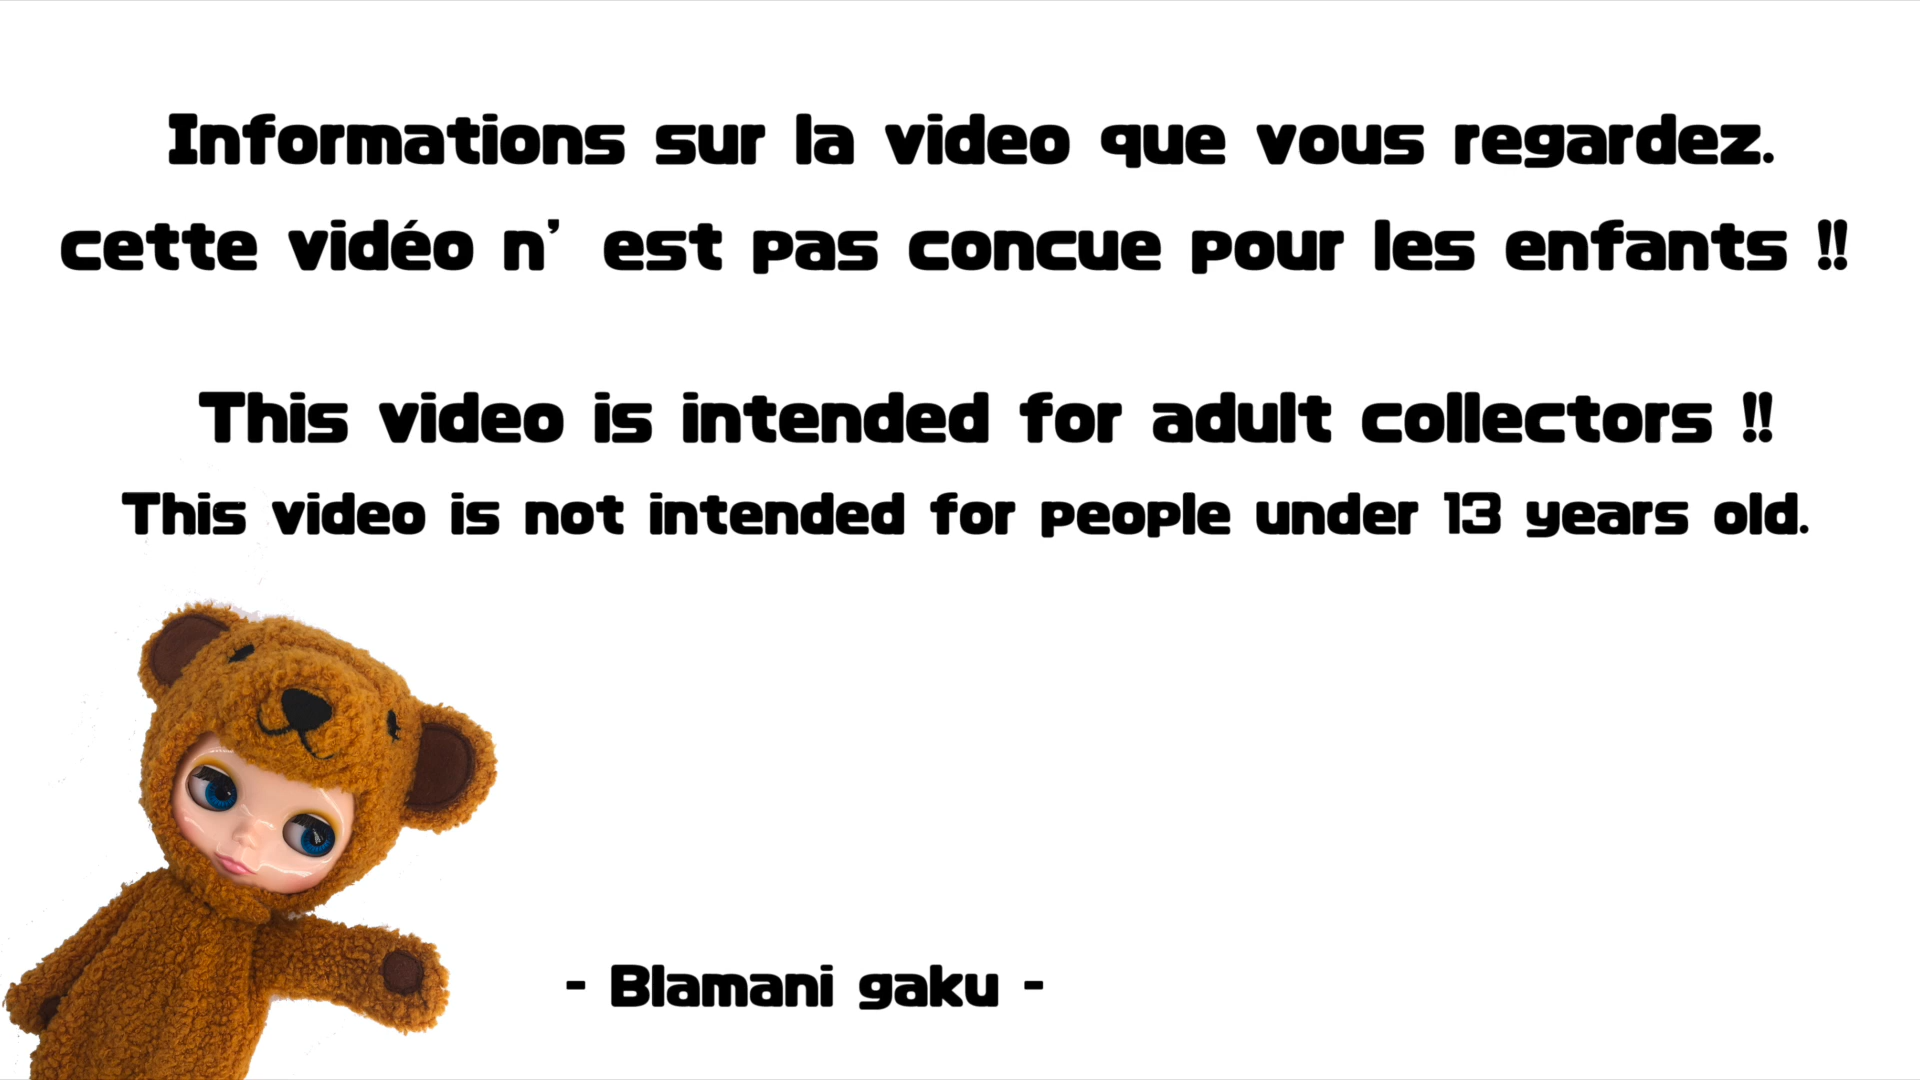 Informations sur la video que vous regardez.
cette vidéo n' est pas concue pour les enfants !!
This video is intended for adult collectors !!
This video is not intended for people under 13 years old.
- Blamani gaku -